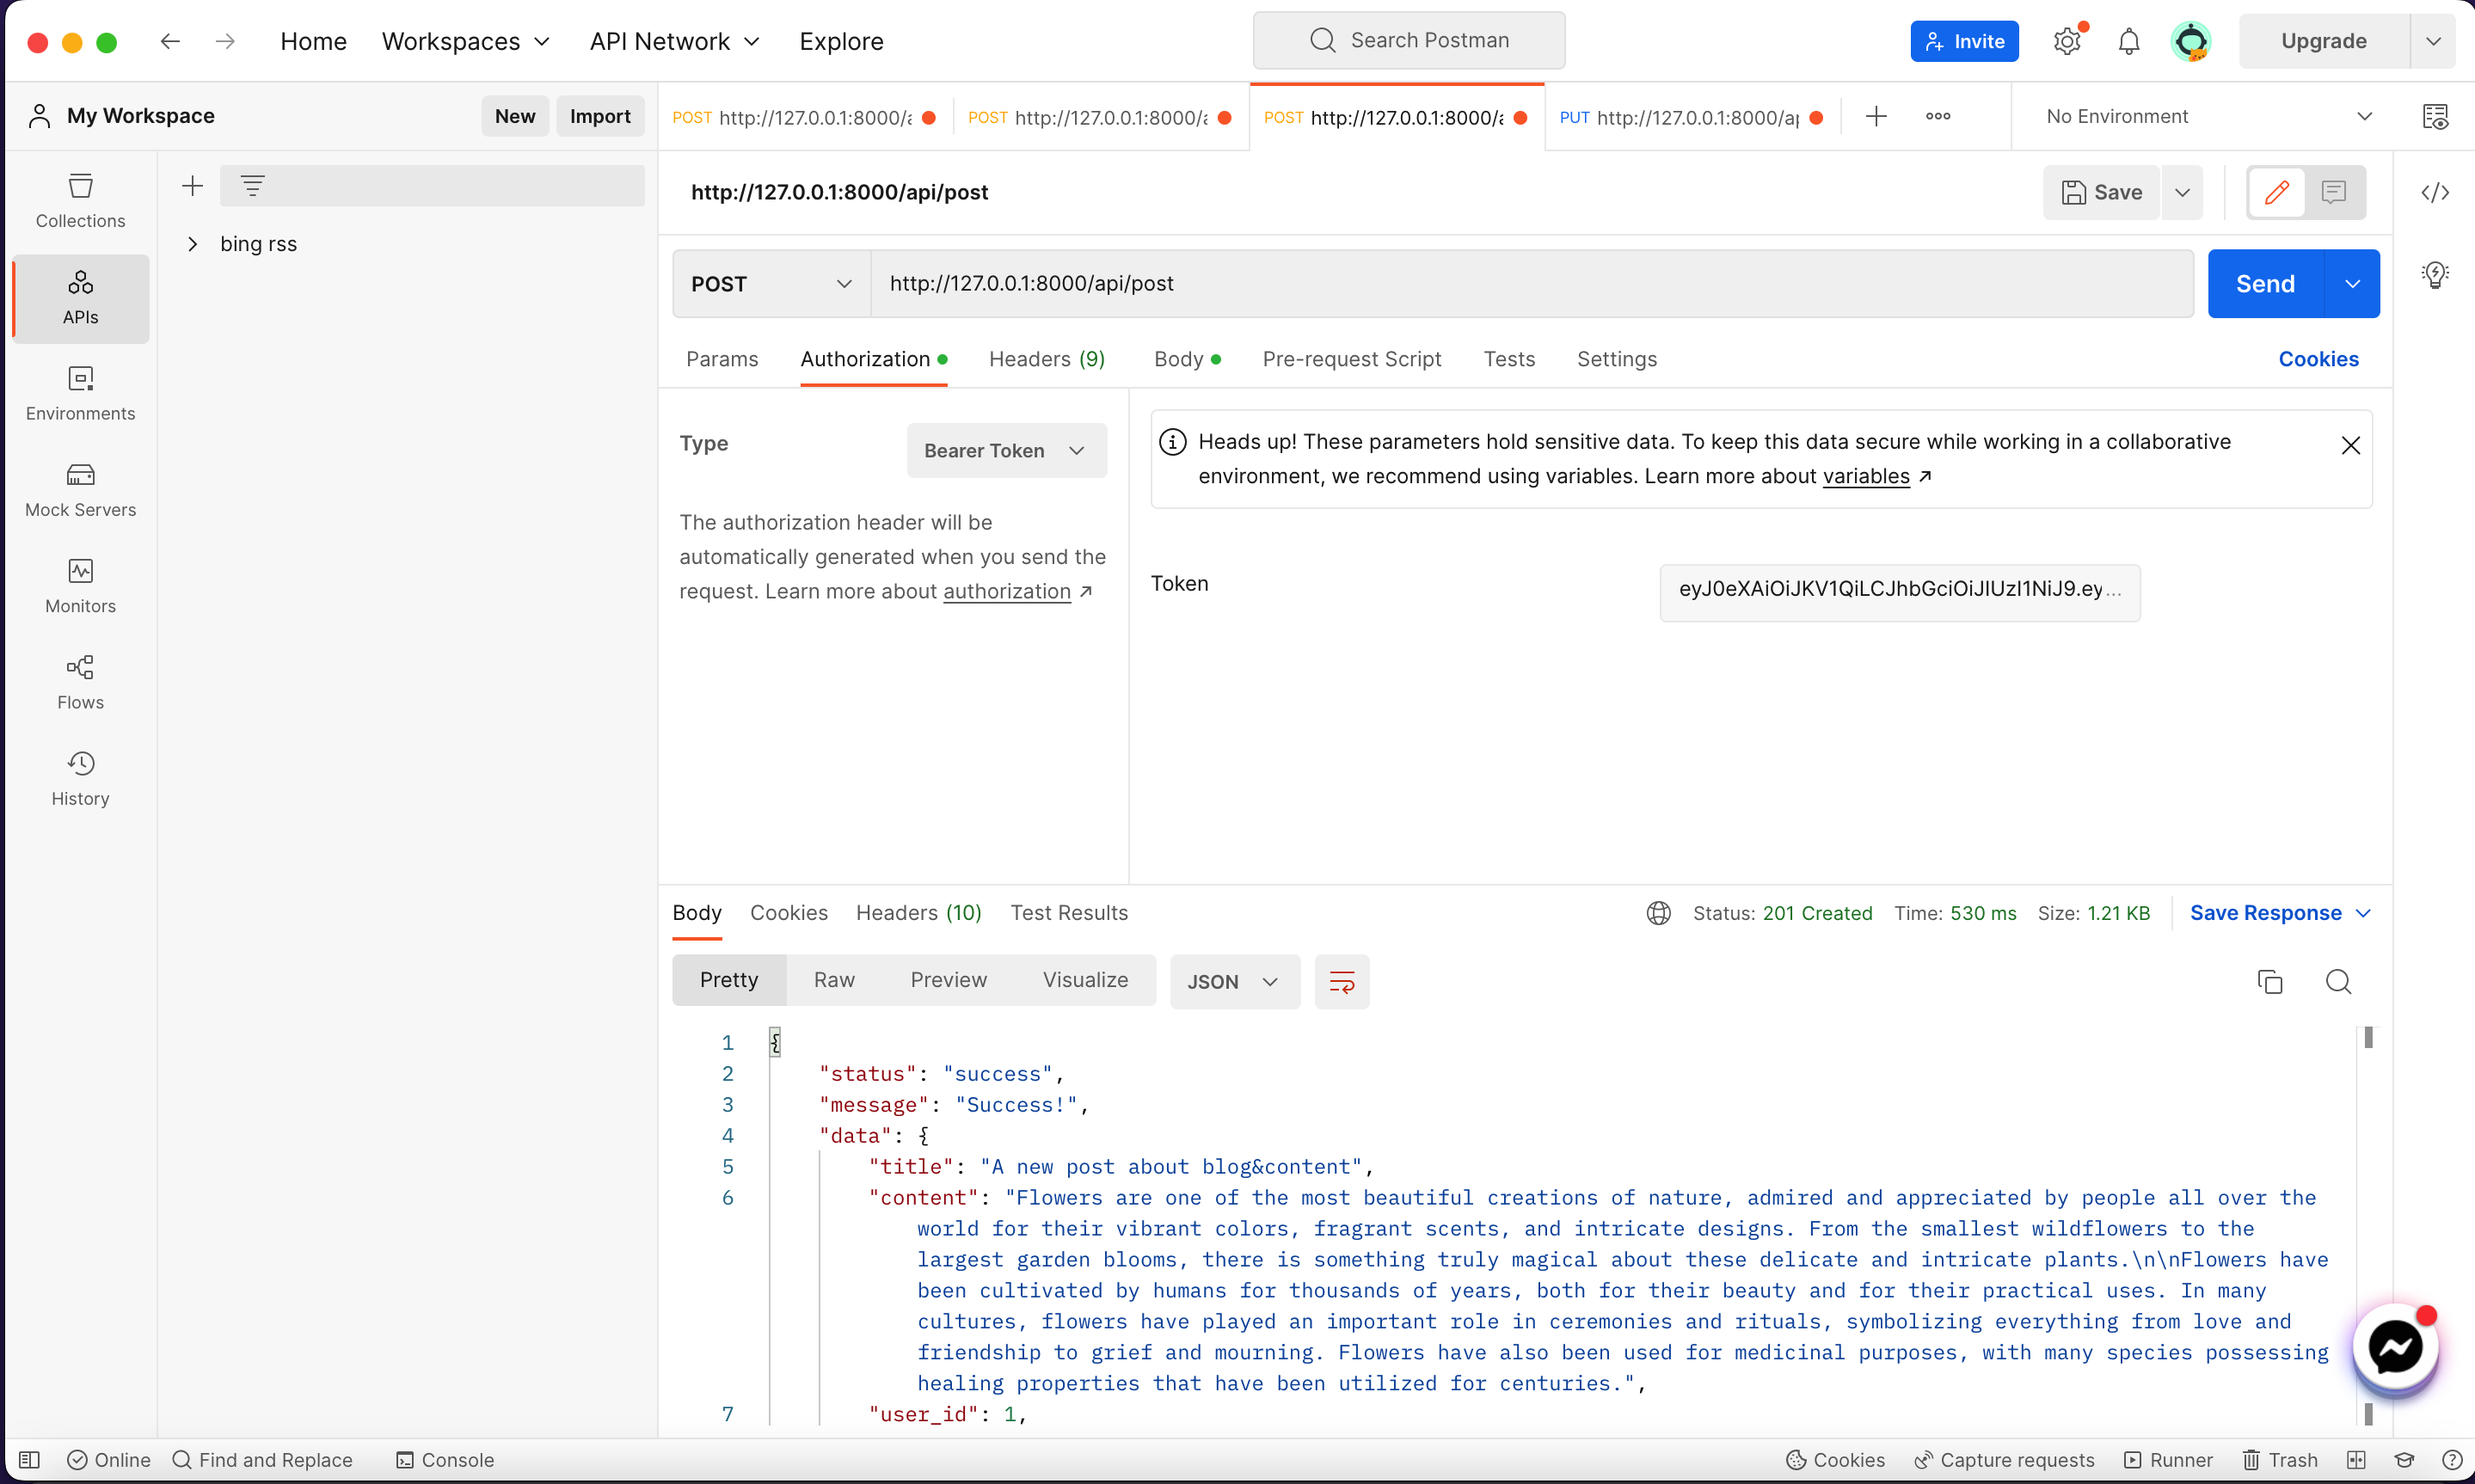 Home Workspaces API Network Explore Search Postman Invite Upgrade
My Workspace New Import
POST http://127.0.0.1:8000/a POST http://127.0.0.1:8000/a POST http://127.0.0.1:8000/a PUT http://127.0.0.1:8000/ap No Environment
Collections
APIs
Environments
Mock Servers
Monitors
Flows
History
bing rss
http://127.0.0.1:8000/api/post Save
POST http://127.0.0.1:8000/api/post Send
Params Authorization Headers (9) Body Pre-request Script Tests Settings Cookies
Type Bearer Token
The authorization header will be
automatically generated when you send the
request. Learn more about authorization
Heads up! These parameters hold sensitive data. To keep this data secure while working in a collaborative
environment, we recommend using variables. Learn more about variables
Token eyJ0eXAiOiJKV1QiLCJhbGciOiJIUzI1NiJ9.ey...
Body Cookies Headers (10) Test Results Status: 201 Created Time: 530 ms Size: 1.21 KB Save Response
Pretty Raw Preview Visualize JSON
1 {
2 "status": "success",
3 "message": "Success!",
4 "data": {
5 "title": "A new post about blog&content",
6 "content": "Flowers are one of the most beautiful creations of nature, admired and appreciated by people all over the
world for their vibrant colors, fragrant scents, and intricate designs. From the smallest wildflowers to the
largest garden blooms, there is something truly magical about these delicate and intricate plants.\n\nFlowers have
been cultivated by humans for thousands of years, both for their beauty and for their practical uses. In many
cultures, flowers have played an important role in ceremonies and rituals, symbolizing everything from love and
friendship to grief and mourning. Flowers have also been used for medicinal purposes, with many species possessing
healing properties that have been utilized for centuries.",
7 "user_id": 1,
Online Find and Replace Console Cookies Capture requests Runner Trash